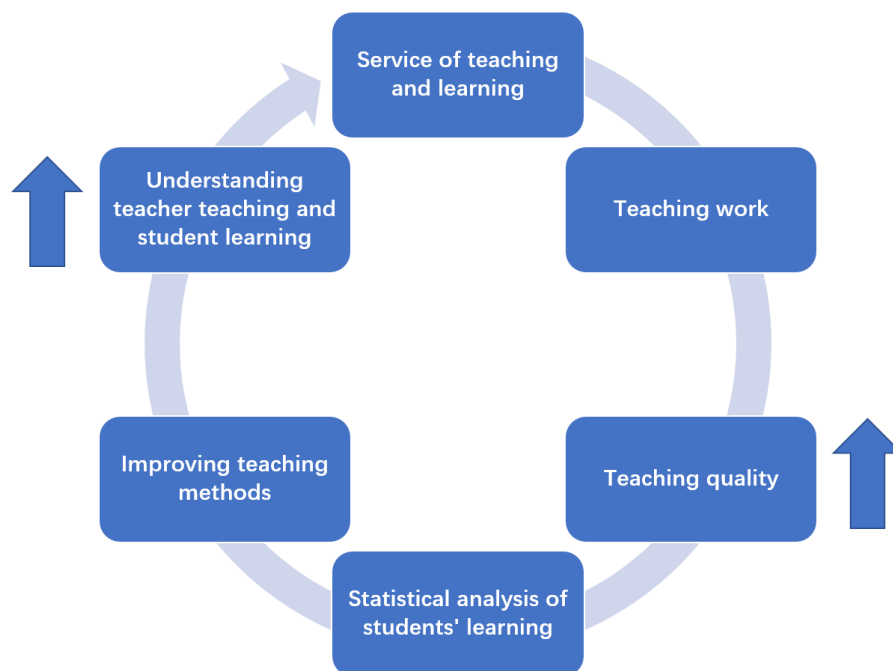 Service of teaching
and learning
Teaching work
Teaching quality
Statistical analysis of
students' learning
Improving teaching
methods
Understanding
teacher teaching and
student learning